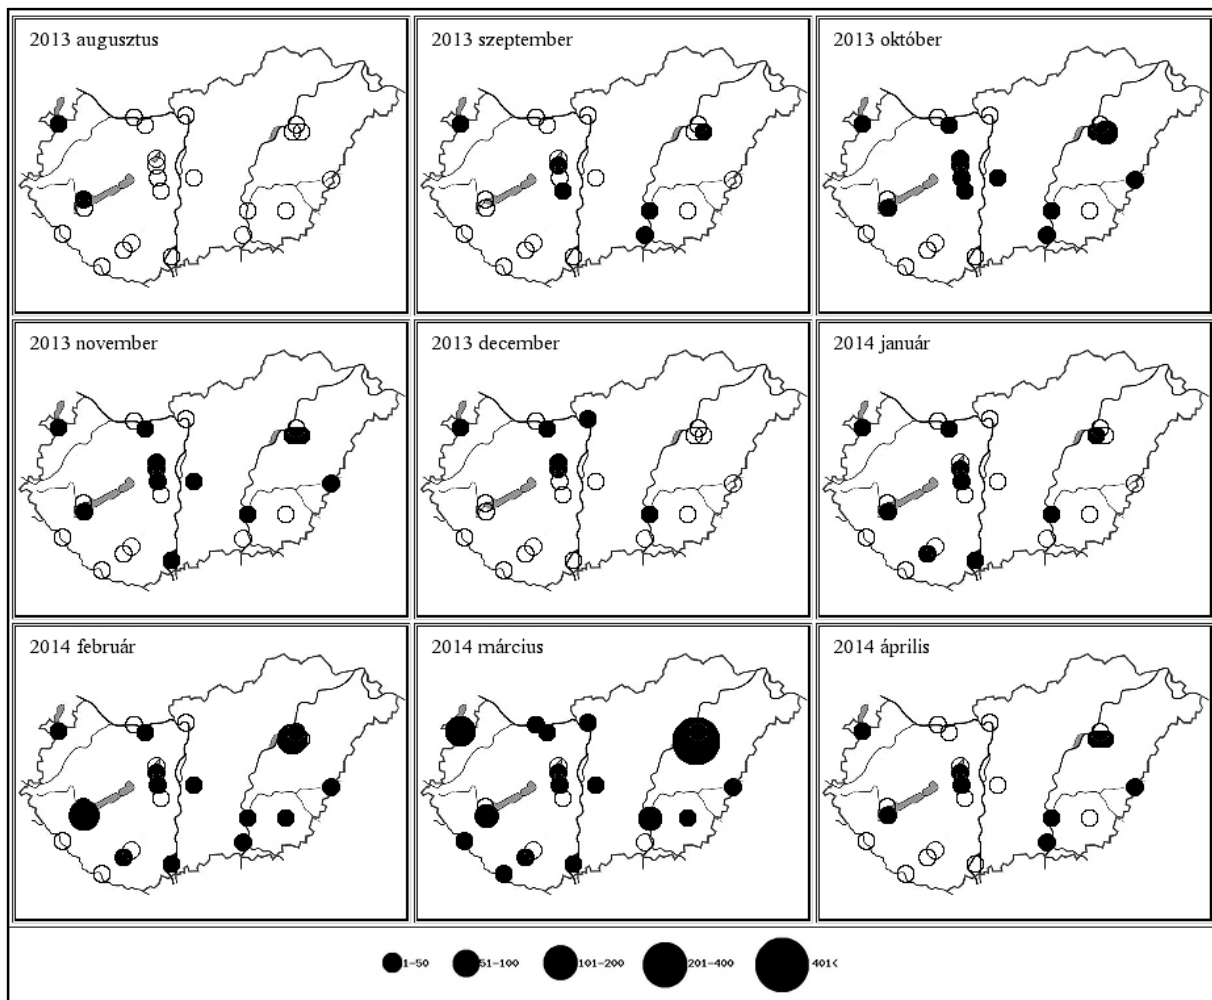 2013 augusztus
2013 szeptember
2013 október
2013 november
2013 december
2014 január
2014 február
2014 március
2014 április
1-50
51-100
101-200
201-400
401<